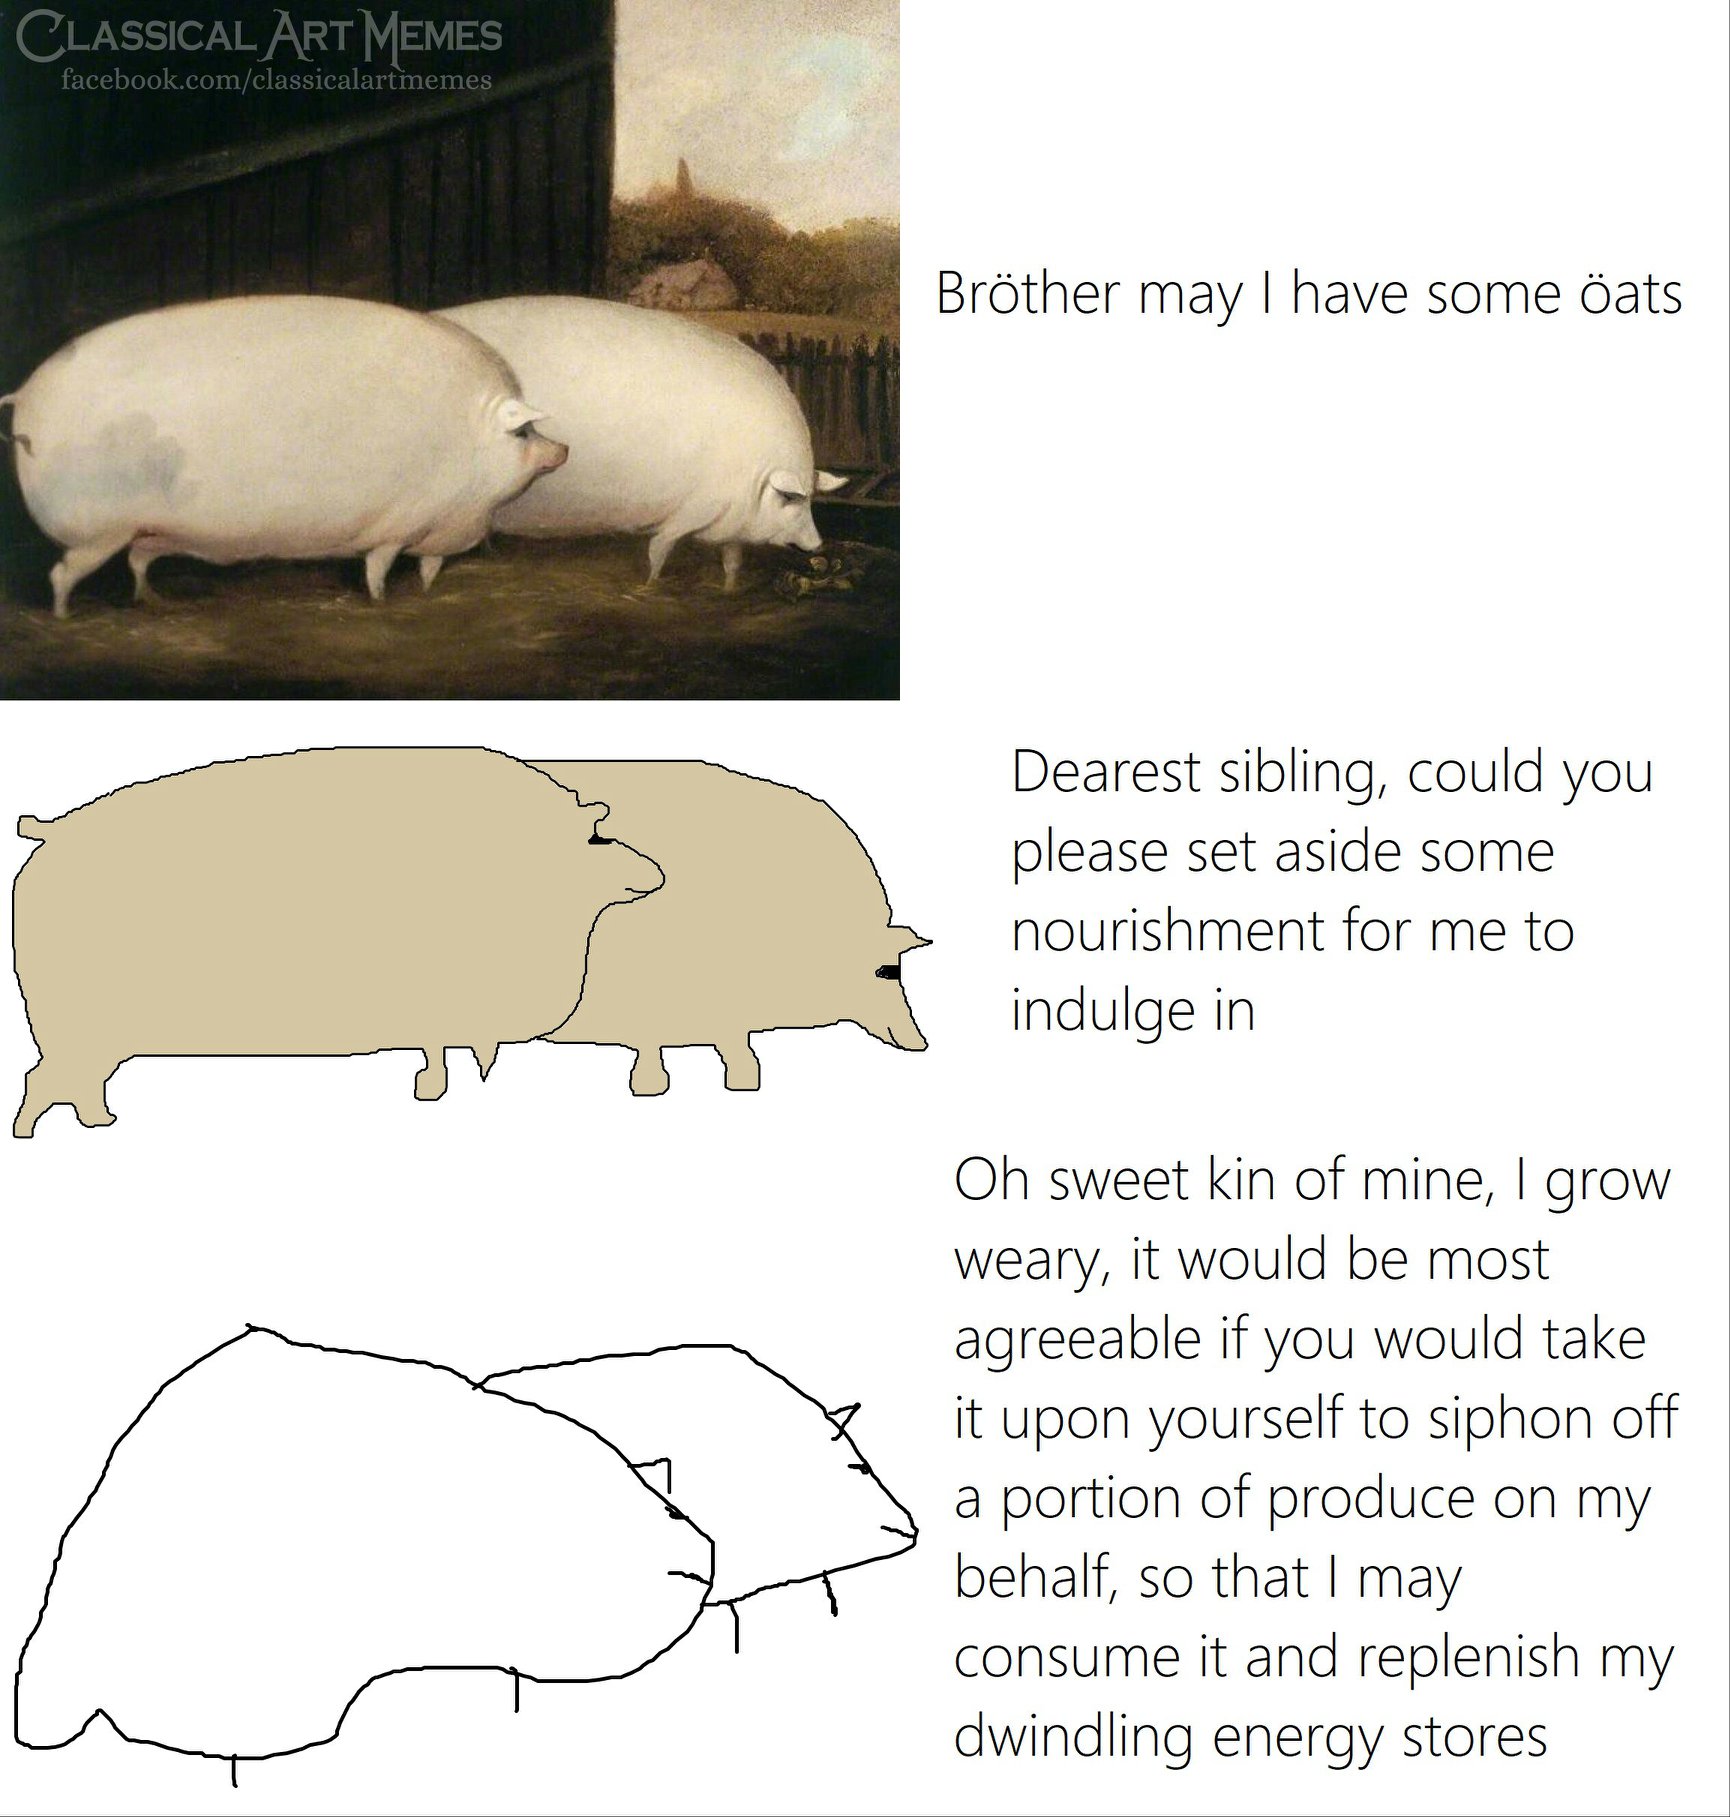 CLASSICAL ART MEMES
facebook.com/classicalartmemes
Bröther may I have some öats
Dearest sibling, could you
please set aside some
nourishment for me to
indulge in
Oh sweet kin of mine, I grow
weary, it would be most
agreeable if you would take
it upon yourself to siphon off
a portion of produce on my
behalf, so that I may
consume it and replenish my
dwindling energy stores